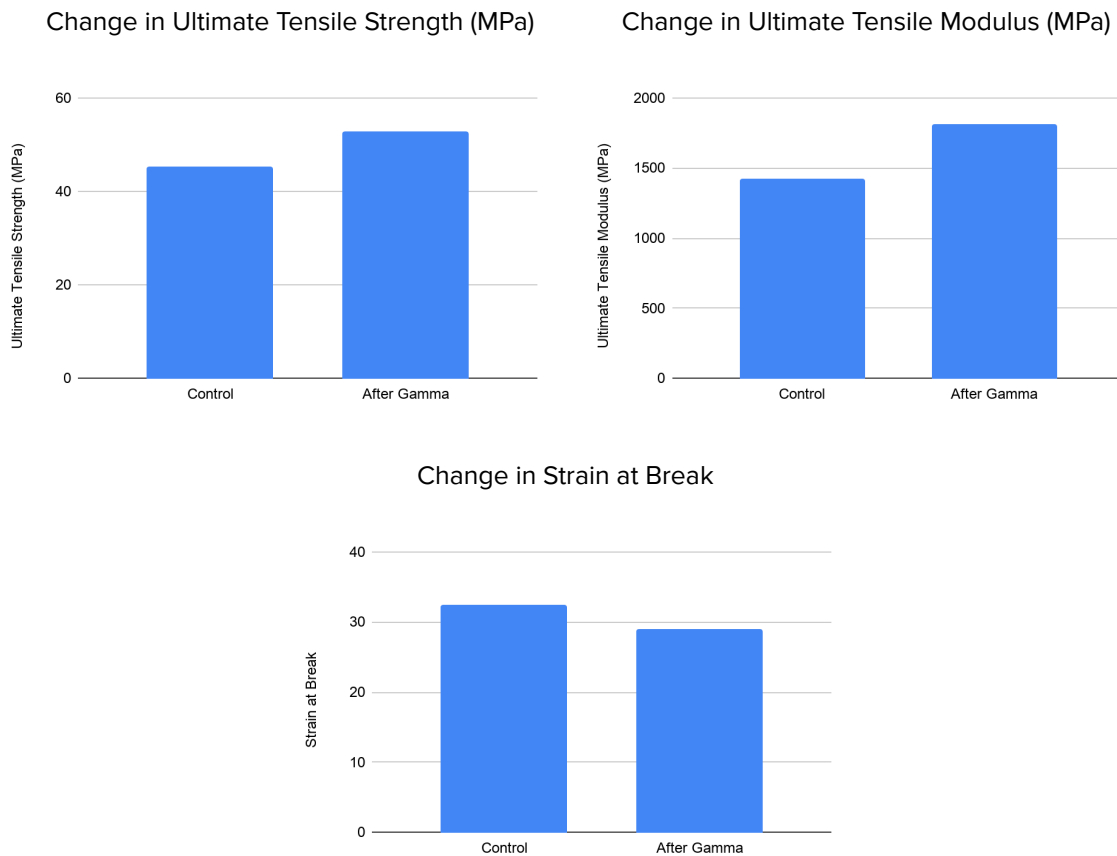 Change in Ultimate Tensile Strength (MPa)
Ultimate Tensile Strength (MPa)
60
40
20
0
Control
After Gamma
Change in Ultimate Tensile Modulus (MPa)
Ultimate Tensile Modulus (MPa)
2000
1500
1000
500
0
Control
After Gamma
Change in Strain at Break
Strain at Break
40
30
20
10
0
Control
After Gamma